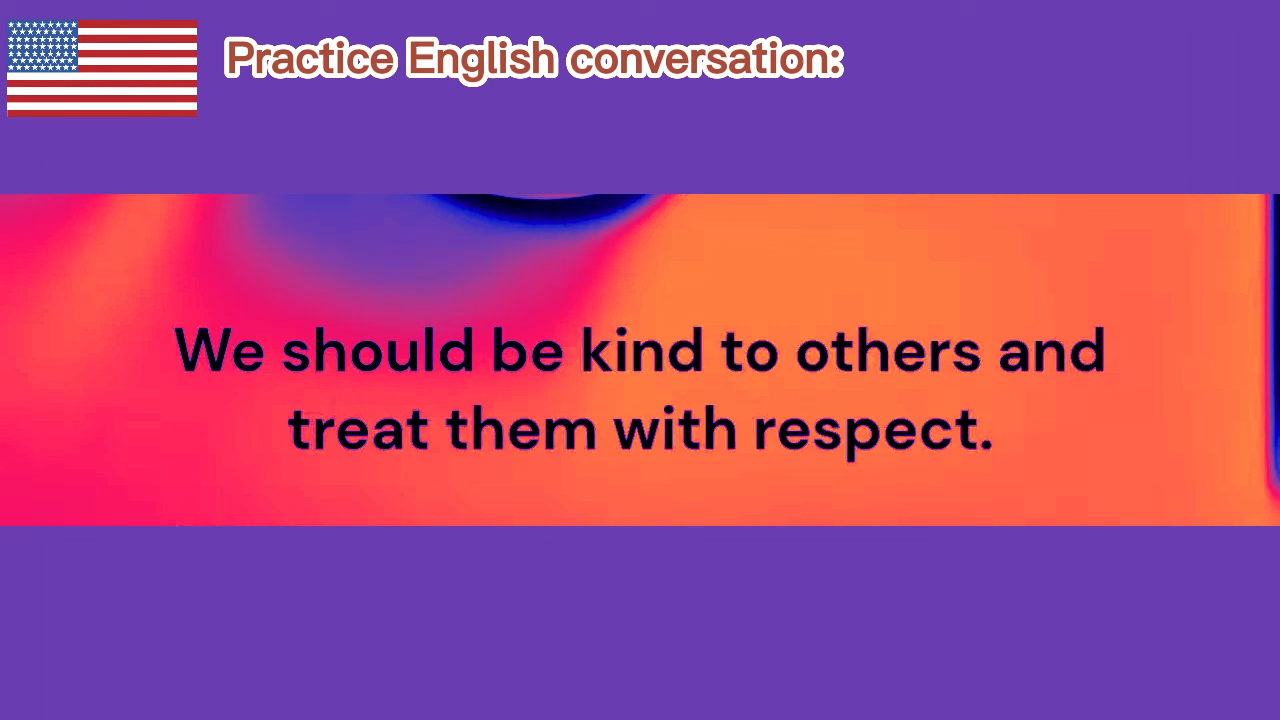 Practice English conversation:
We should be kind to others and
treat them with respect.